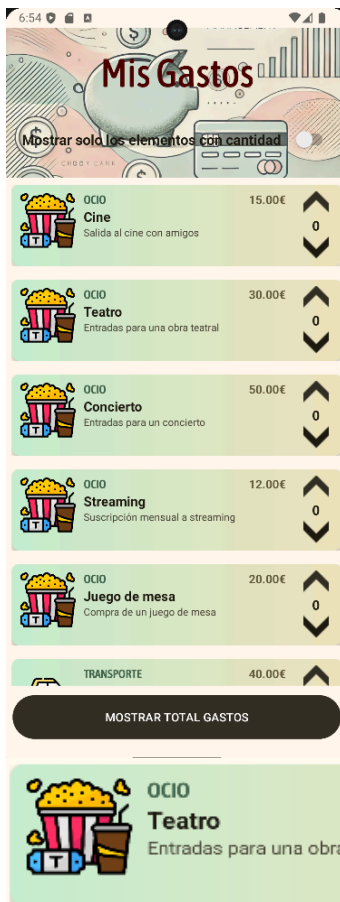 6:54
Mis Gastos
Mostrar solo los elementos con cantidad
OCIO 15.00€
Cine
Salida al cine con amigos
0
OCIO 30.00€
Teatro
Entradas para una obra teatral
0
OCIO 50.00€
Concierto
Entradas para un concierto
0
OCIO 12.00€
Streaming
Suscripción mensual a streaming
0
OCIO 20.00€
Juego de mesa
Compra de un juego de mesa
0
TRANSPORTE 40.00€
MOSTRAR TOTAL GASTOS
OCIO
Teatro
Entradas para una obra